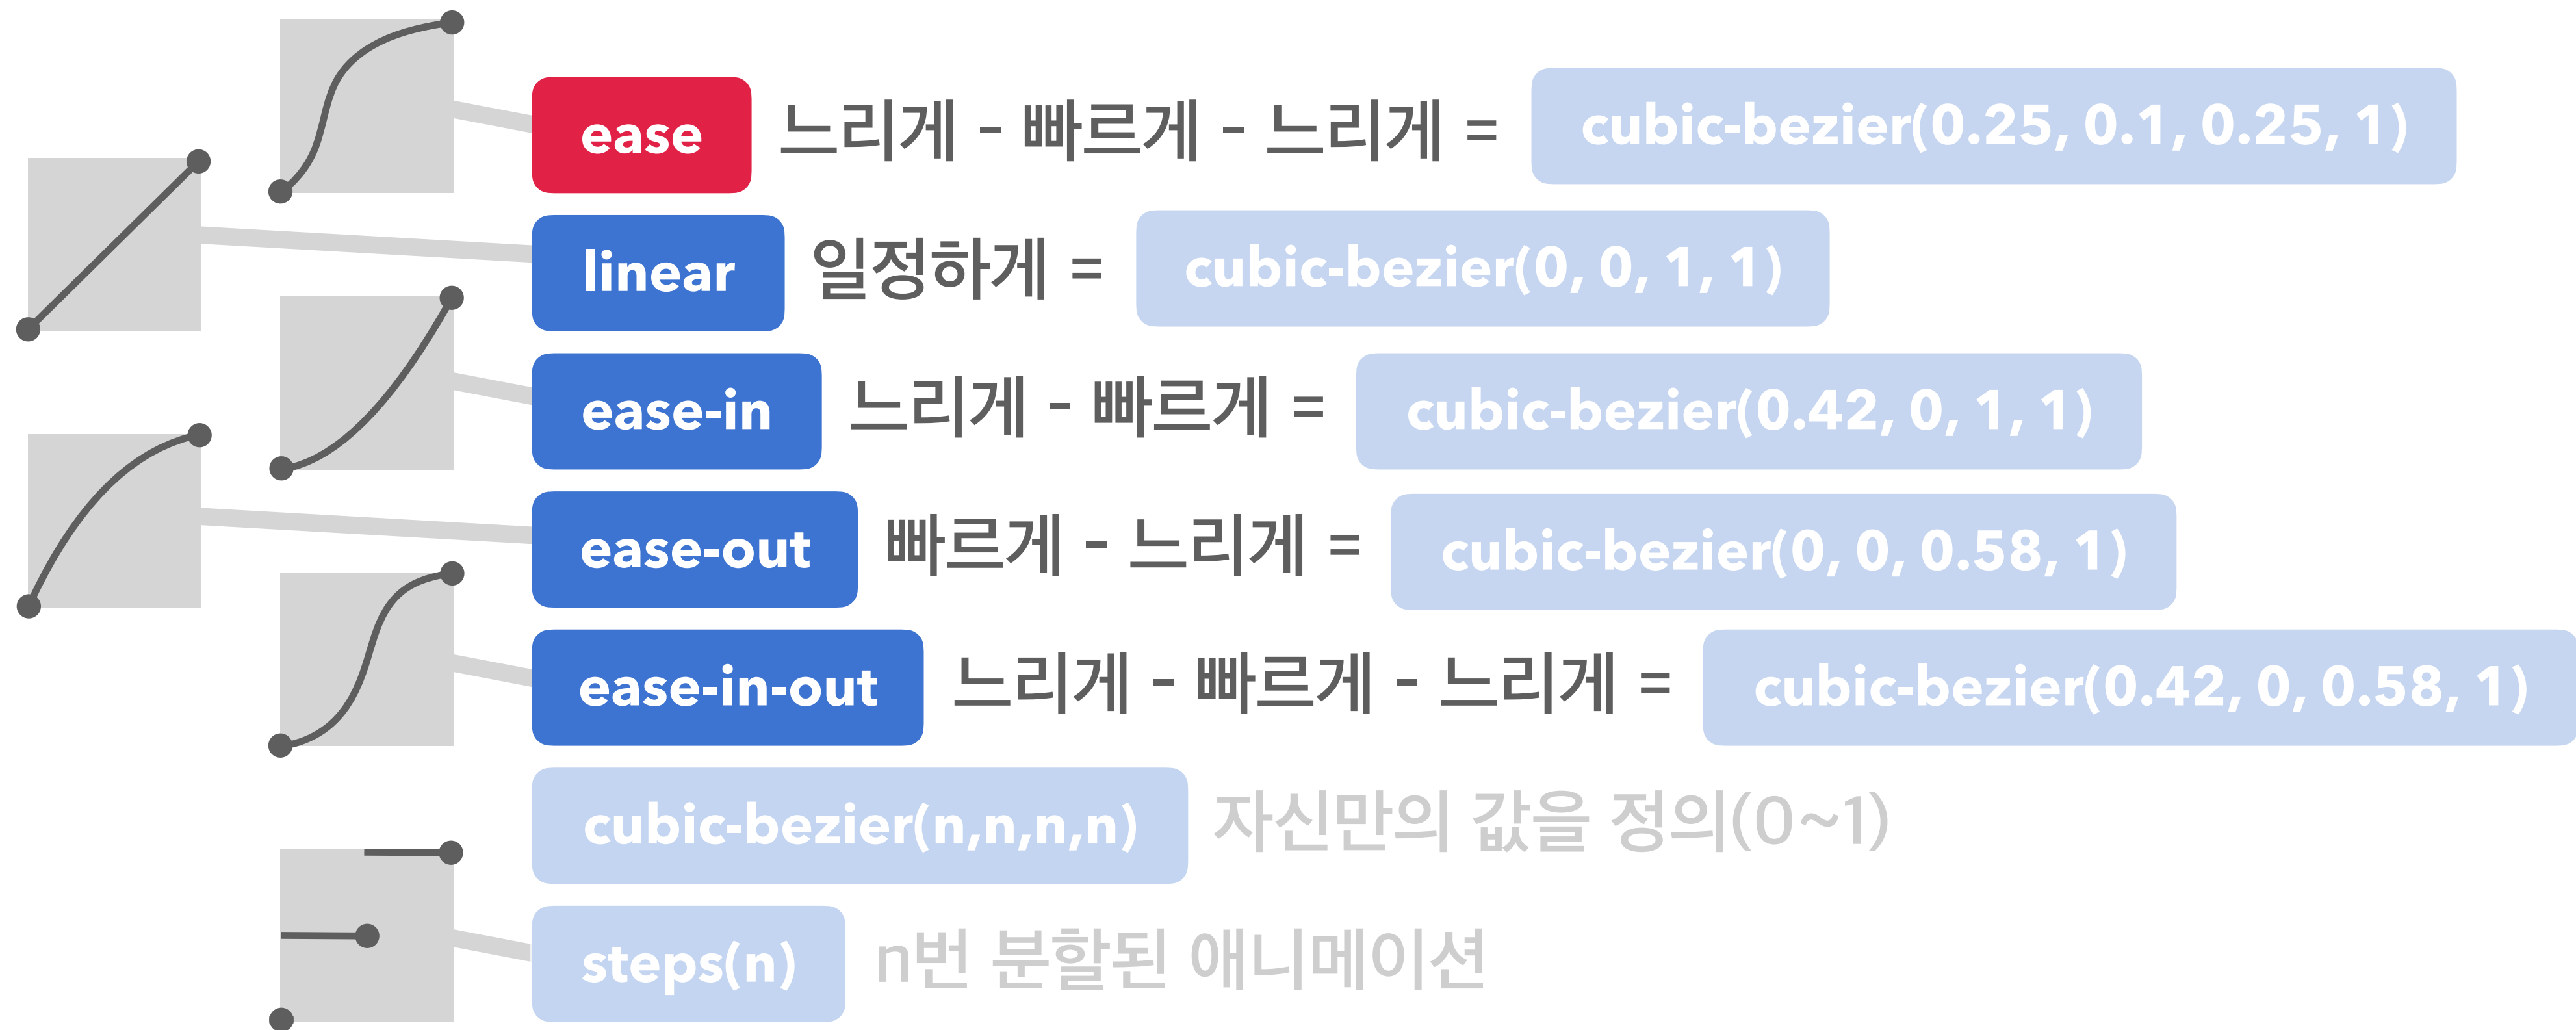 ease 느리게 - 빠르게 - 느리게 = cubic-bezier(0.25, 0.1, 0.25, 1)
linear 일정하게 = cubic-bezier(0, 0, 1, 1)
ease-in 느리게 - 빠르게 = cubic-bezier(0.42, 0, 1, 1)
ease-out 빠르게 - 느리게 = cubic-bezier(0, 0, 0.58, 1)
ease-in-out 느리게 - 빠르게 - 느리게 = cubic-bezier(0.42, 0, 0.58, 1)
cubic-bezier(n,n,n,n) 자신만의 값을 정의(0~1)
steps(n) n번 분할된 애니메이션